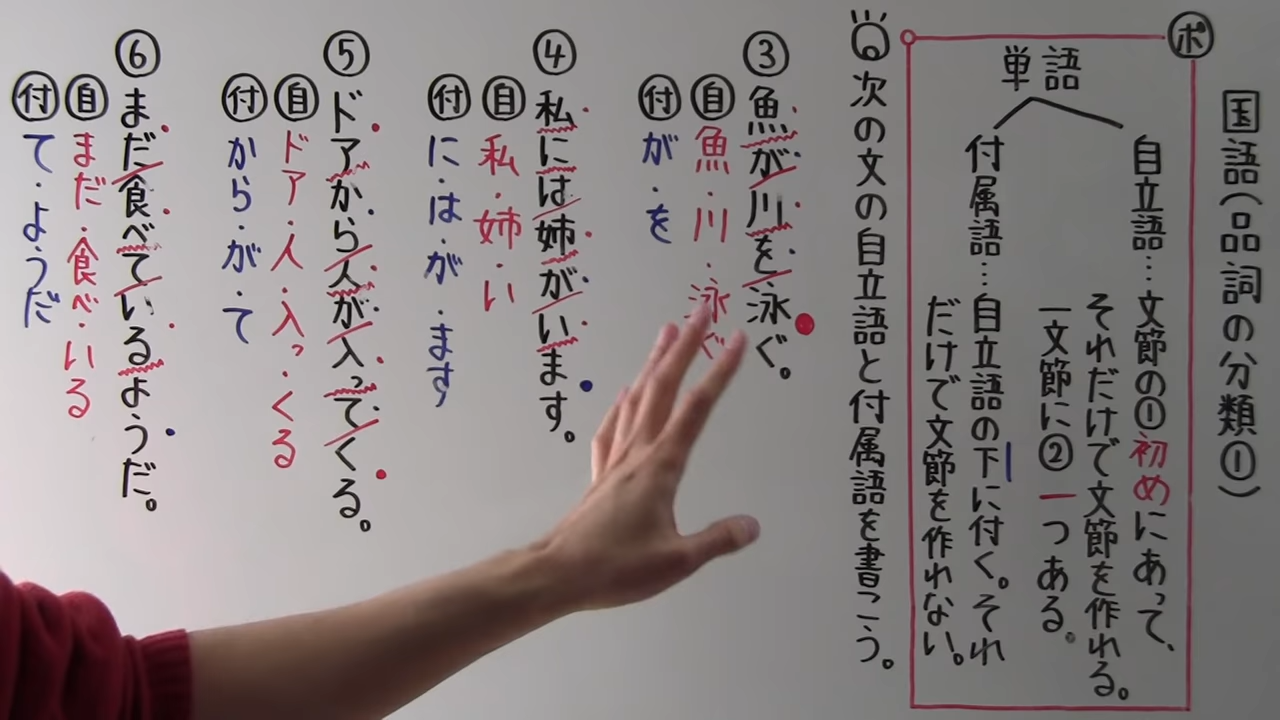 国語(品詞の分類①)
ポ
単語
自立語…文節の①初めにあって、
それだけで文節を作れる。
一文節に②一つある。
付属語…自立語の下に付く。それ
だけで文節を作れない。
次の文の自立語と付属語を書こう。
③魚が川を泳ぐ。
自 魚・川・泳ぐ
付 が・を
④私には姉がいます。
自 私・姉・い
付 に・は・が・ます
⑤ドアから人が入ってくる。
自 ドア・人・入っ・くる
付 から・が・て
⑥まだ食べているようだ。
自 まだ・食べ・いる
付 て・ようだ